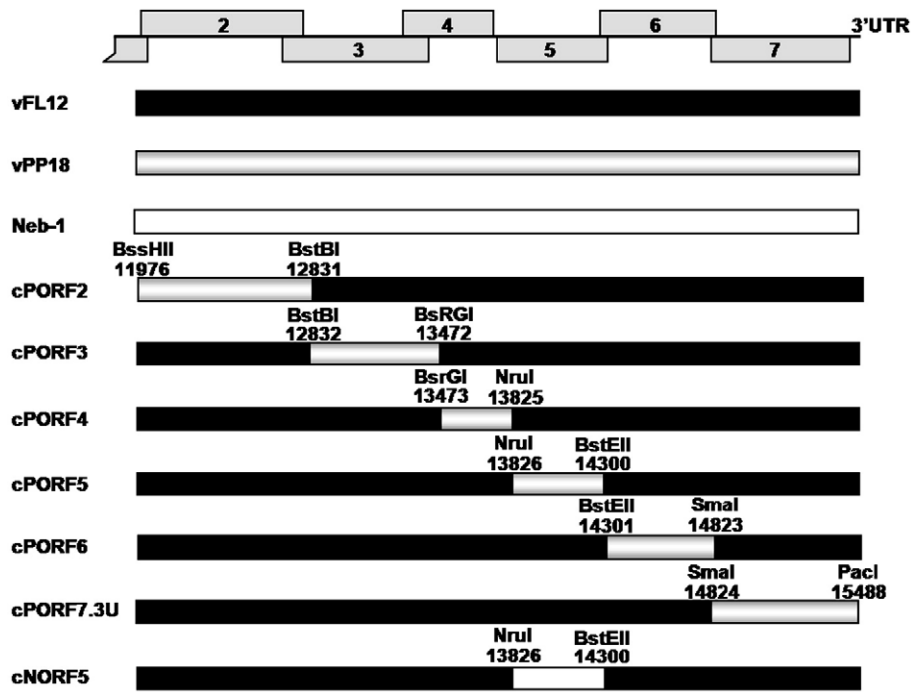 2 4 6 3'UTR
3 5 7
vFL12
vPP18
Neb-1
BssHII BstBI
11976 12831
cPORF2
BstBI BsRGI
12832 13472
cPORF3
BsrGI NruI
13473 13825
cPORF4
NruI BstEII
13826 14300
cPORF5
BstEII SmaI
14301 14823
cPORF6
SmaI PacI
14824 15488
cPORF7.3U
NruI BstEII
13826 14300
cNORF5